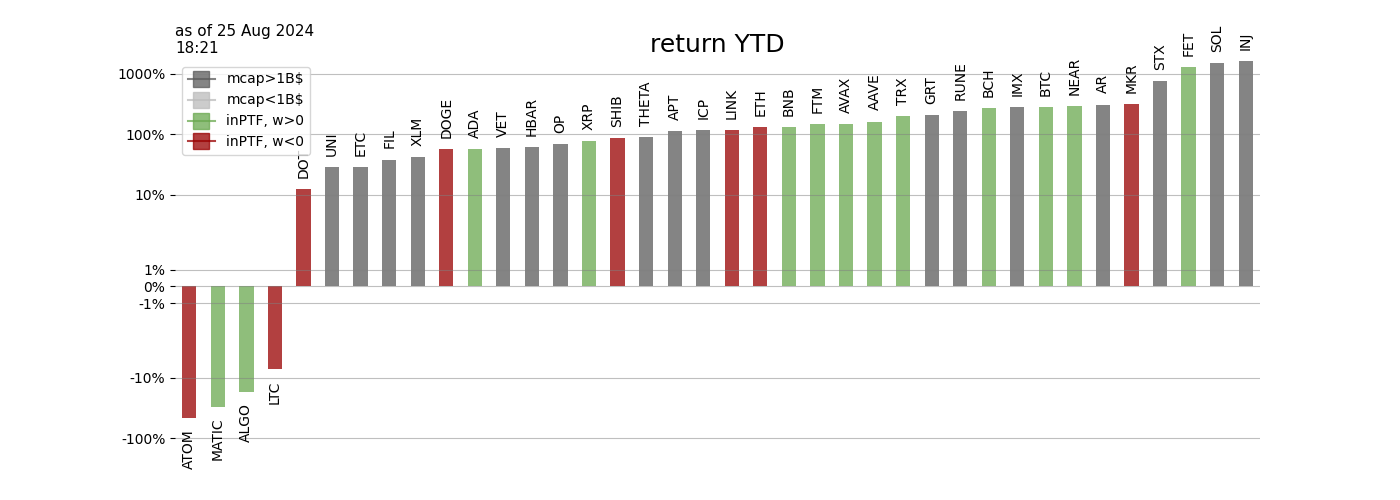 as of 25 Aug 2024
18:21
return YTD
mcap>1B$
mcap<1B$
inPTF, w>0
inPTF, w<0
1000%
100%
10%
1%
0%
-1%
-10%
-100%
ATOM
MATIC
ALGO
LTC
DOT
UNI
ETC
FIL
XLM
DOGE
ADA
VET
HBAR
OP
XRP
SHIB
THETA
APT
ICP
LINK
ETH
BNB
FTM
AVAX
AAVE
TRX
GRT
RUNE
BCH
IMX
BTC
NEAR
AR
MKR
STX
FET
SOL
INJ